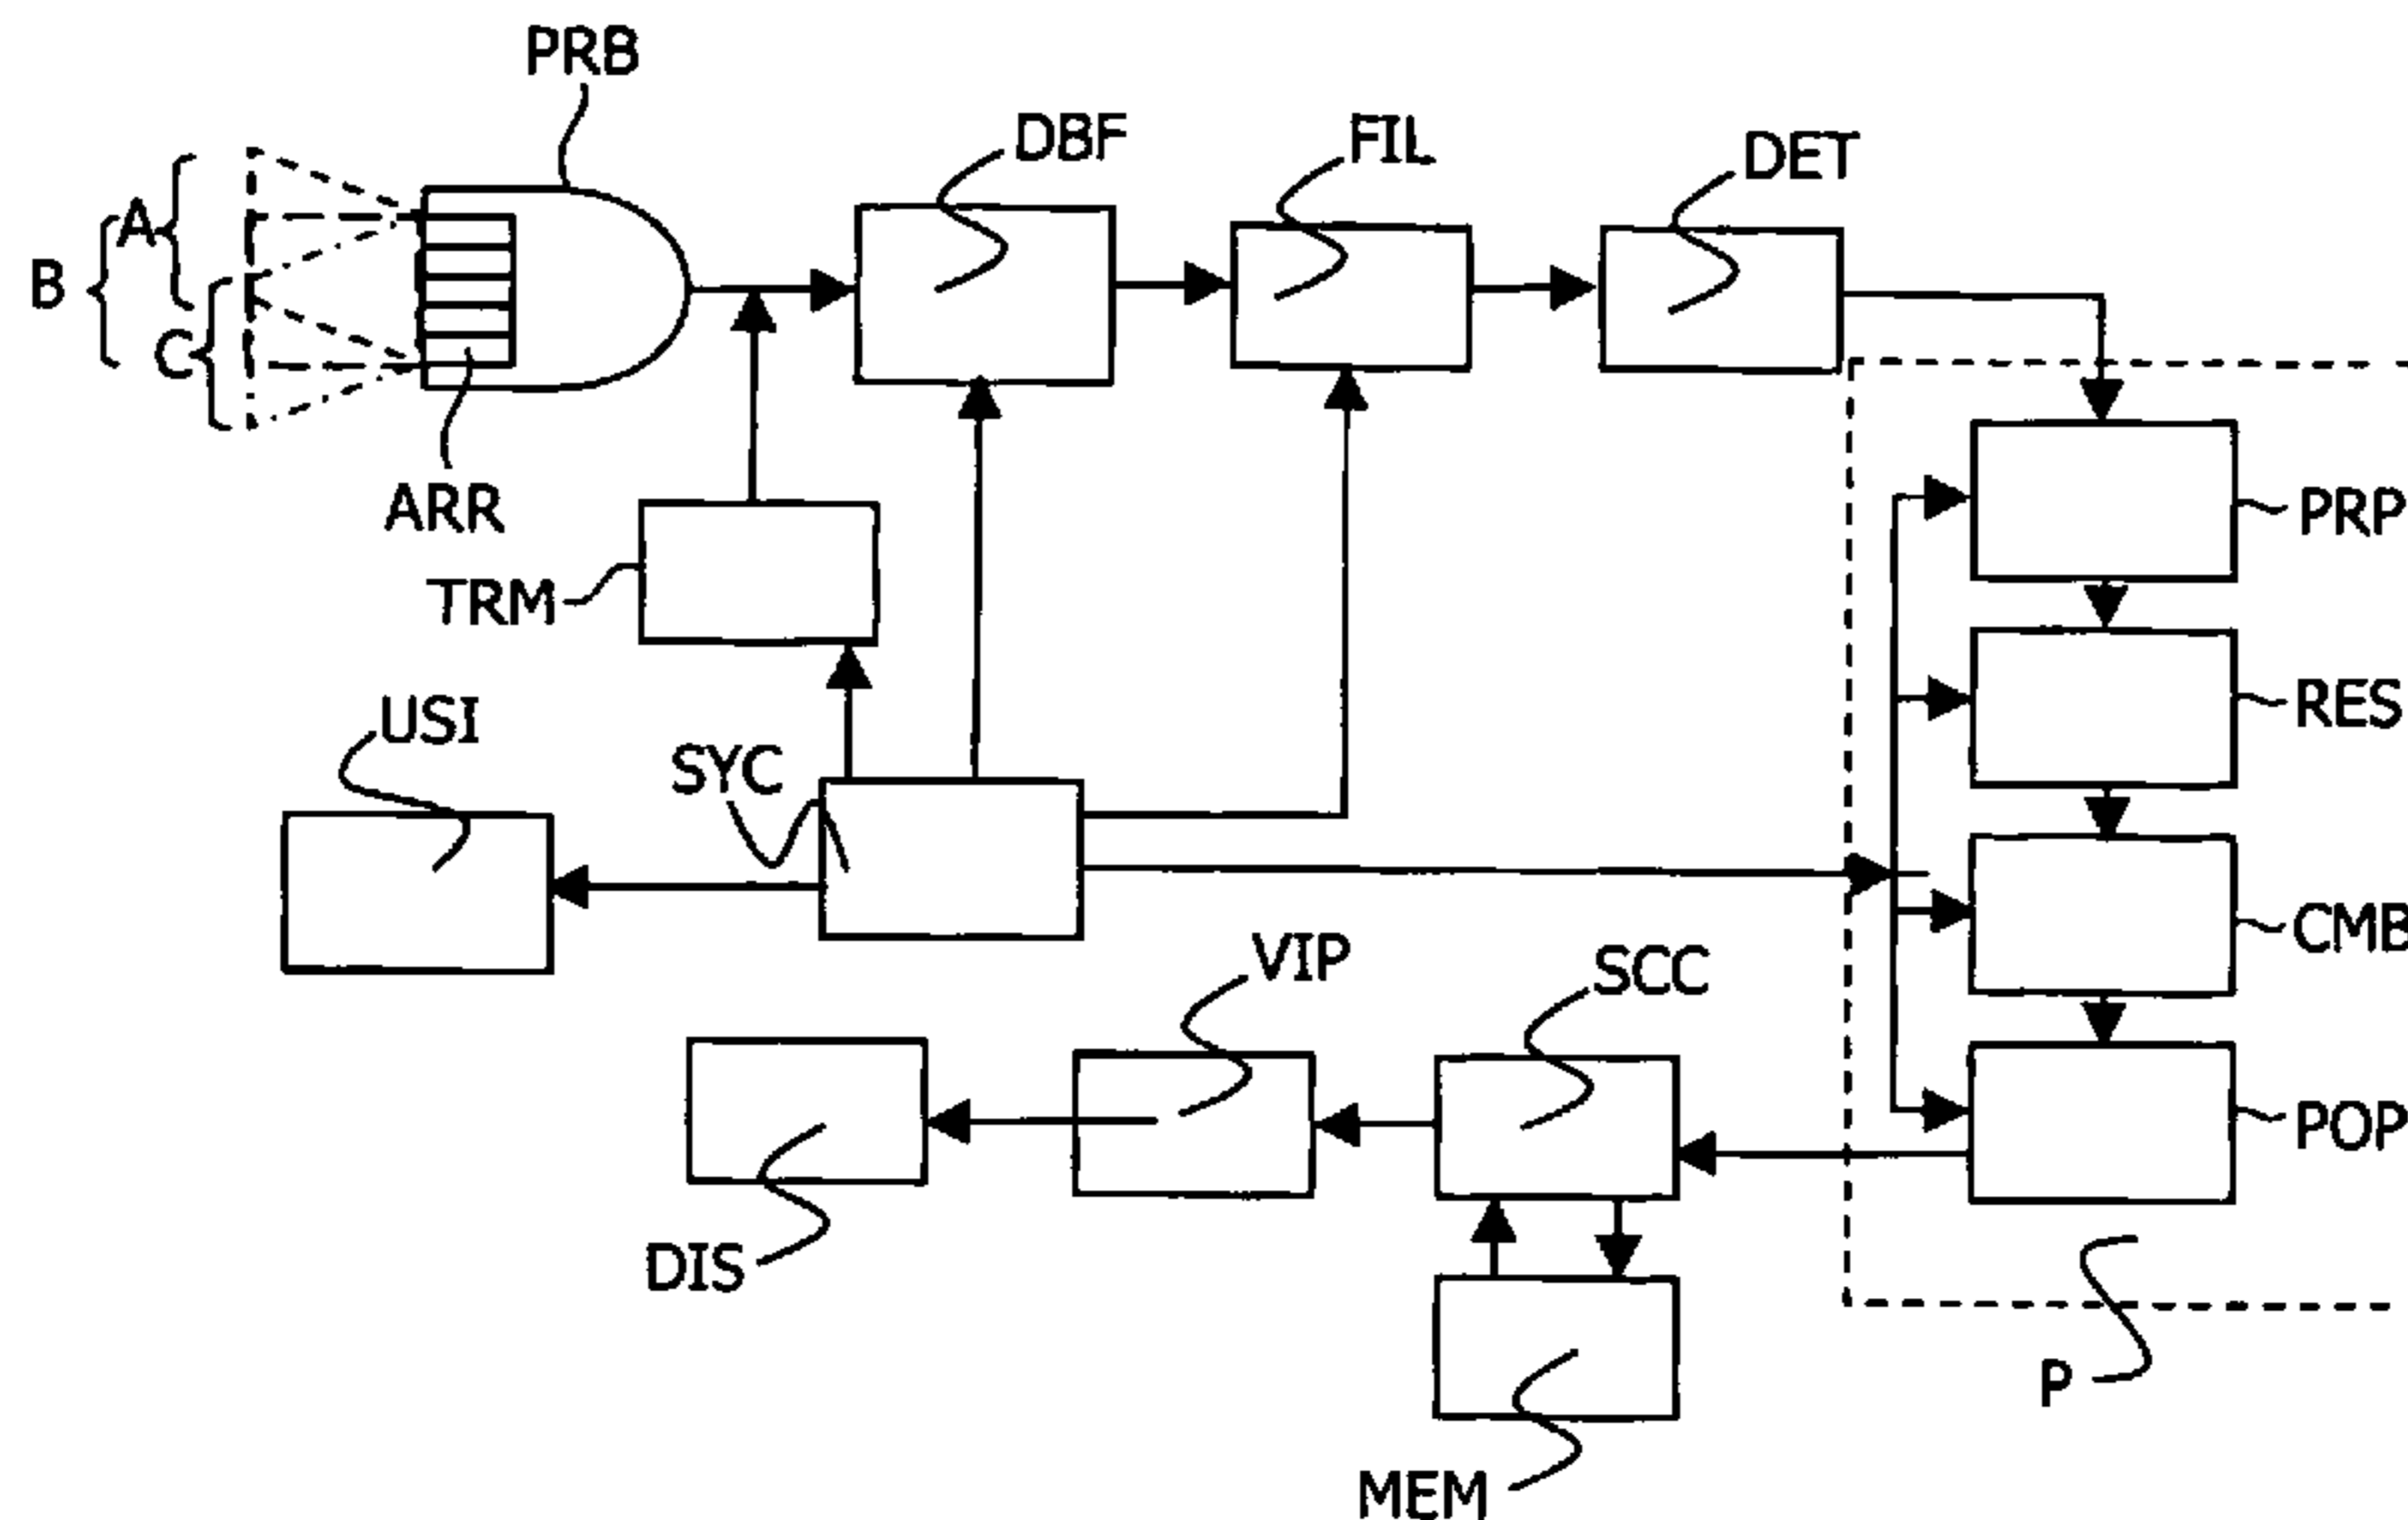 PRB
DBF
FIL
DET
A
B
C
ARR
PRP
TRM
RES
USI
SYC
CMB
VIP
SCC
POP
DIS
P
MEM